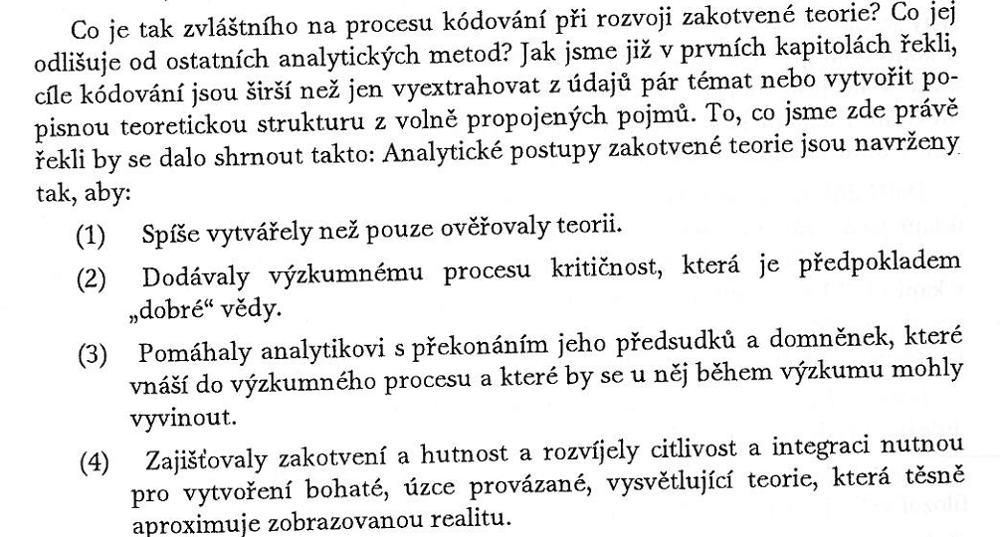 Co je tak zvláštního na procesu kódování při rozvoji zakotvené teorie? Co jej
odlišuje od ostatních analytických metod? Jak jsme již v prvních kapitolách řekli,
cíle kódování jsou širší než jen vyextrahovat z údajů pár témat nebo vytvořit po-
pisnou teoretickou strukturu z volně propojených pojmů. To, co jsme zde právě
řekli by se dalo shrnout takto: Analytické postupy zakotvené teorie jsou navrženy
tak, aby:
(1) Spíše vytvářely než pouze ověřovaly teorii.
(2) Dodávaly výzkumnému procesu kritičnost, která je předpokladem
„dobré“ vědy.
(3) Pomáhaly analytikovi s překonáním jeho předsudků a domněnek, které
vnáší do výzkumného procesu a které by se u něj během výzkumu mohly
vyvinout.
(4) Zajišťovaly zakotvení a hutnost a rozvíjely citlivost a integraci nutnou
pro vytvoření bohaté, úzce provázané, vysvětlující teorie, která těsně
aproximuje zobrazovanou realitu.